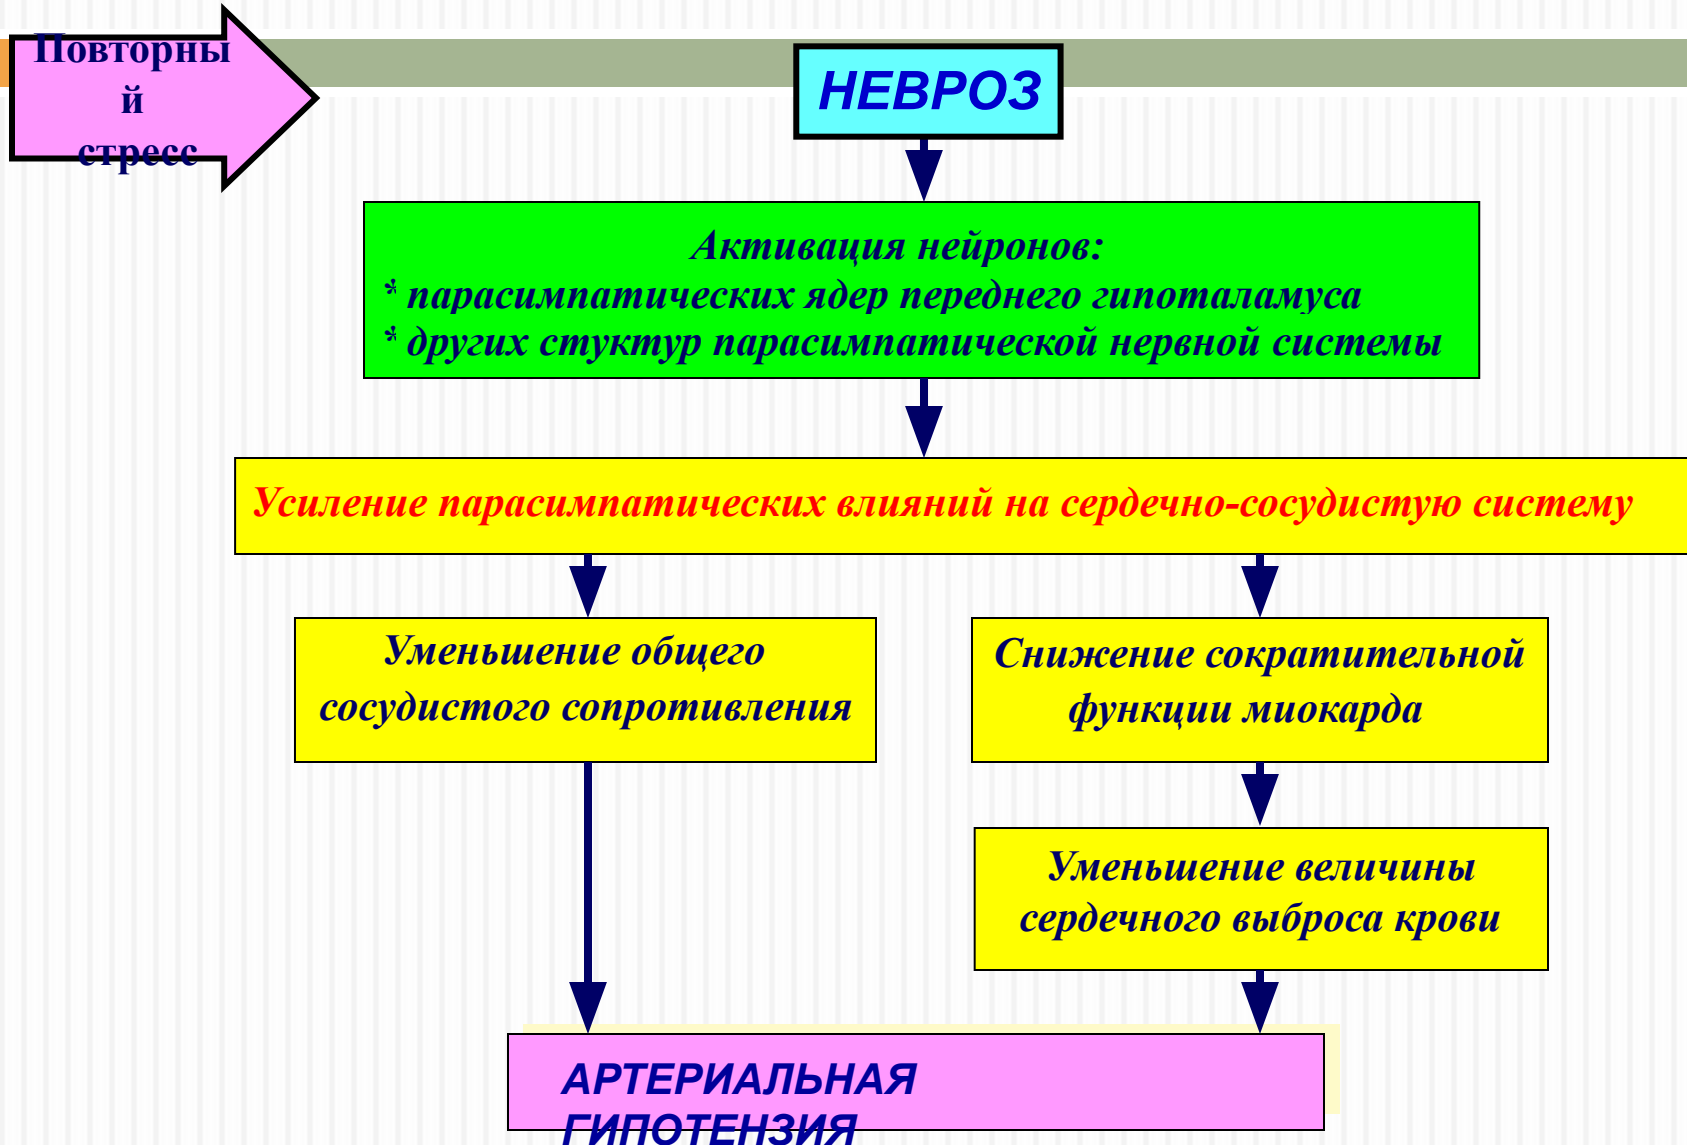 Повторны
й
стресс
НЕВРОЗ
Активация нейронов:
* парасимпатических ядер переднего гипоталамуса
* других стуктур парасимпатической нервной системы
Усиление парасимпатических влияний на сердечно-сосудистую систему
Уменьшение общего
сосудистого сопротивления
Снижение сократительной
функции миокарда
Уменьшение величины
сердечного выброса крови
АРТЕРИАЛЬНАЯ
ГИПОТЕНЗИЯ